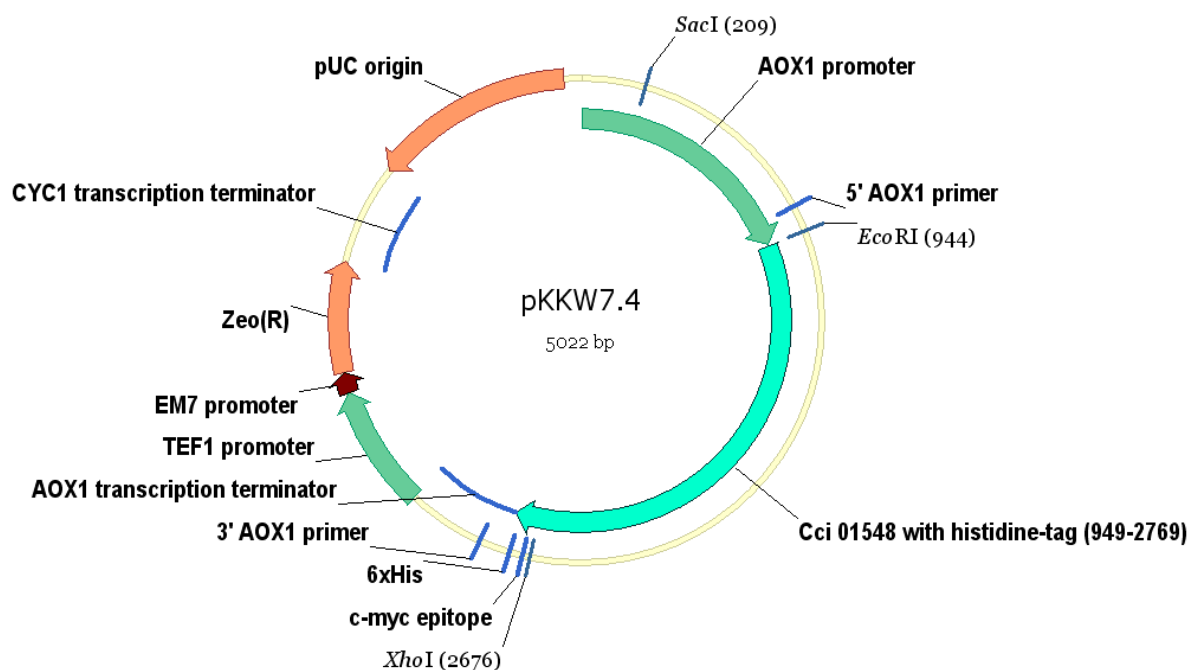 SacI (209)
pUC origin
AOX1 promoter
CYC1 transcription terminator
5' AOX1 primer
EcoRI (944)
pKKW7.4
5022 bp
Zeo(R)
EM7 promoter
TEF1 promoter
AOX1 transcription terminator
3' AOX1 primer
Cci 01548 with histidine-tag (949-2769)
6xHis
c-myc epitope
XhoI (2676)